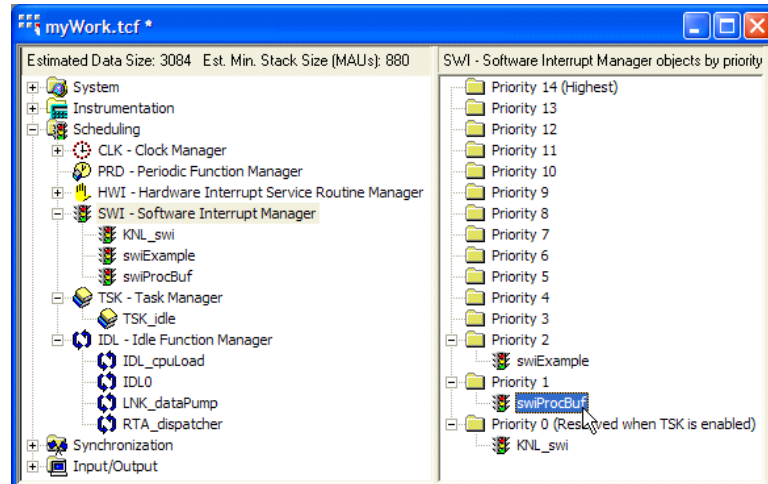 myWork.tcf *
Estimated Data Size: 3084 Est. Min. Stack Size (MAUs): 880
System
Instrumentation
Scheduling
CLK - Clock Manager
PRD - Periodic Function Manager
HWI - Hardware Interrupt Service Routine Manager
SWI - Software Interrupt Manager
KNL_swi
swiExample
swiProcBuf
TSK - Task Manager
TSK_idle
IDL - Idle Function Manager
IDL_cpuLoad
IDL0
LNK_dataPump
RTA_dispatcher
Synchronization
Input/Output
SWI - Software Interrupt Manager objects by priority
Priority 14 (Highest)
Priority 13
Priority 12
Priority 11
Priority 10
Priority 9
Priority 8
Priority 7
Priority 6
Priority 5
Priority 4
Priority 3
Priority 2
swiExample
Priority 1
swiProcBuf
Priority 0 (Reserved when TSK is enabled)
KNL_swi